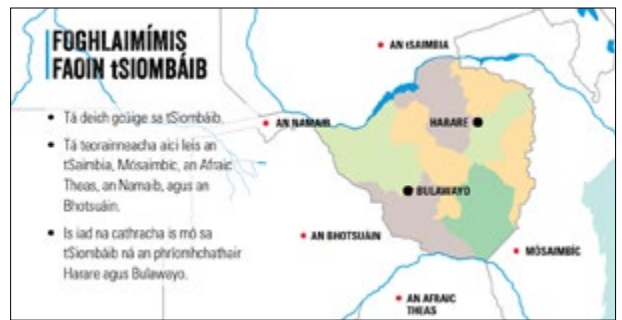 FOGHLAIMÍMIS
FAOIN tSIOMBÁIB
• Tá deich gcúige sa tSiombáib.
• Tá teorainneacha aici leis an
tSaimbia, Mósaimbíc, an Afraic
Theas, an Namaib, agus an
Bhotsuáin.
• Is iad na cathracha is mó sa
tSiombáib ná an phríomhchathair
Harare agus Bulawayo.
AN tSAIMBIA
AN NAMAIB
HARARE
BULAWAYO
AN BHOTSUÁIN
MÓSAIMBÍC
AN AFRAIC
THEAS